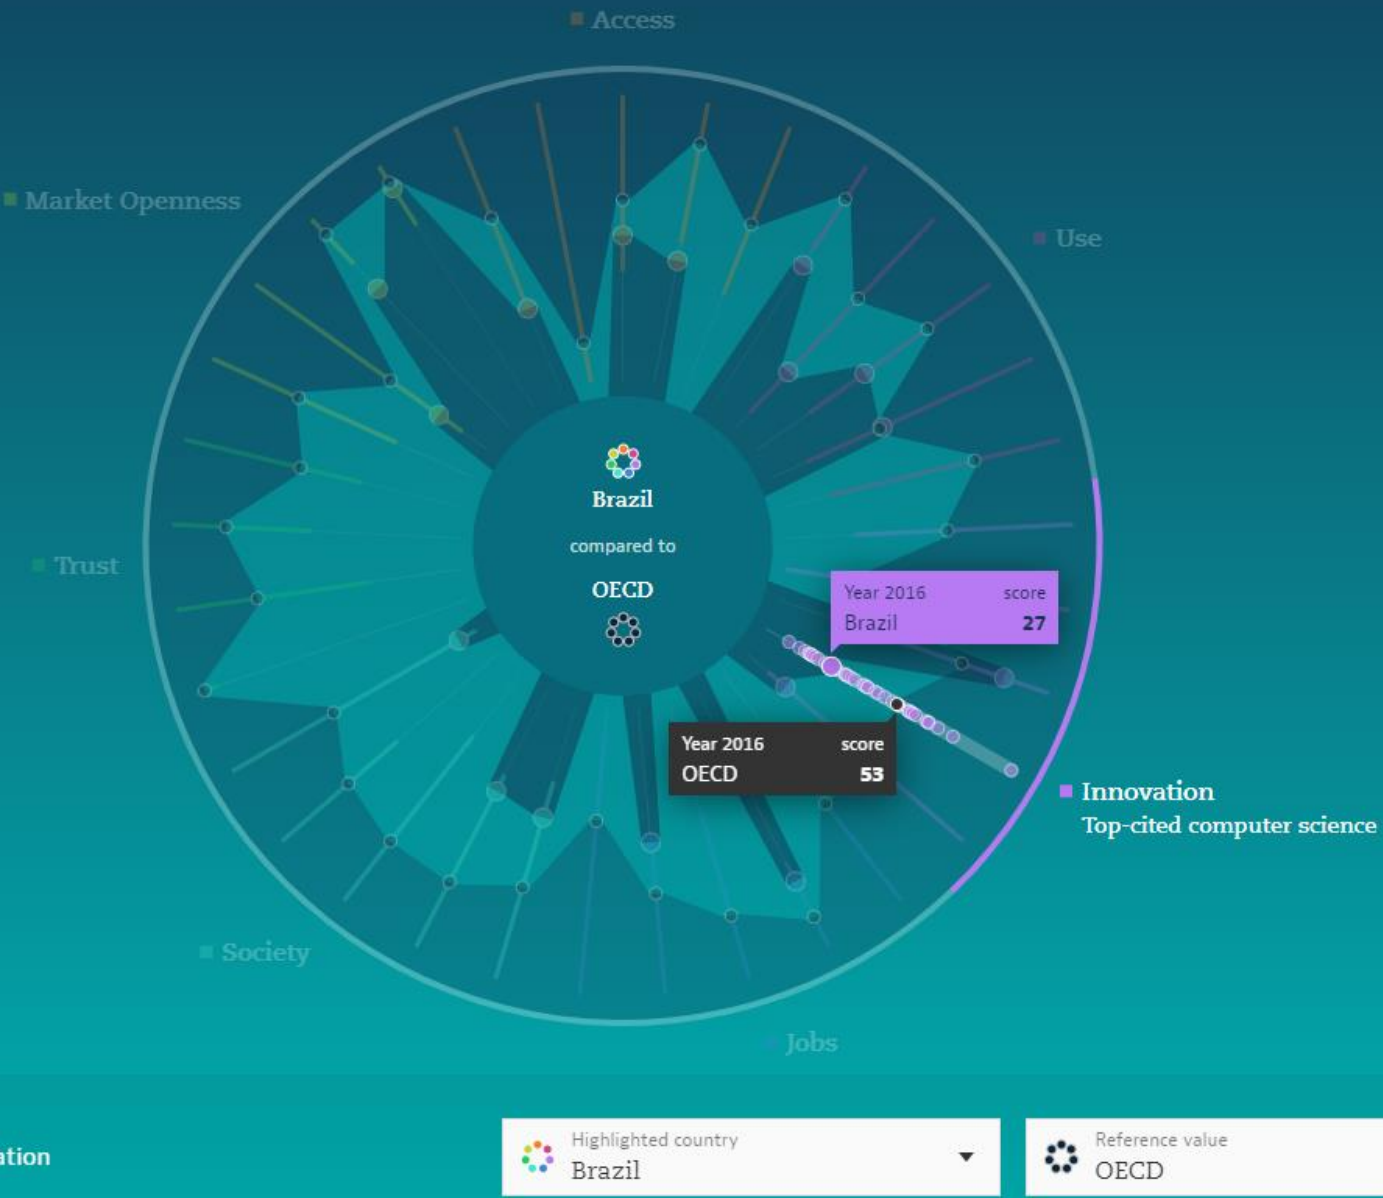 Access
Market Openness
Use
Brazil
compared to
OECD
Trust
Year 2016 score
Brazil 27
Year 2016 score
OECD 53
Innovation
Top-cited computer science
Society
Jobs
ation
Highlighted country
Brazil
Reference value
OECD